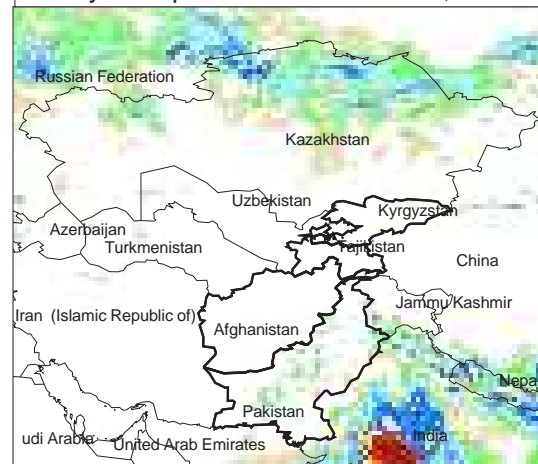 Russian Federation
Kazakhstan
Uzbekistan
Kyrgyzstan
Azerbaijan
Turkmenistan
Tajikistan
China
Jammu Kashmir
Iran (Islamic Republic of)
Afghanistan
Nepa
Pakistan
India
udi Arabia
United Arab Emirates